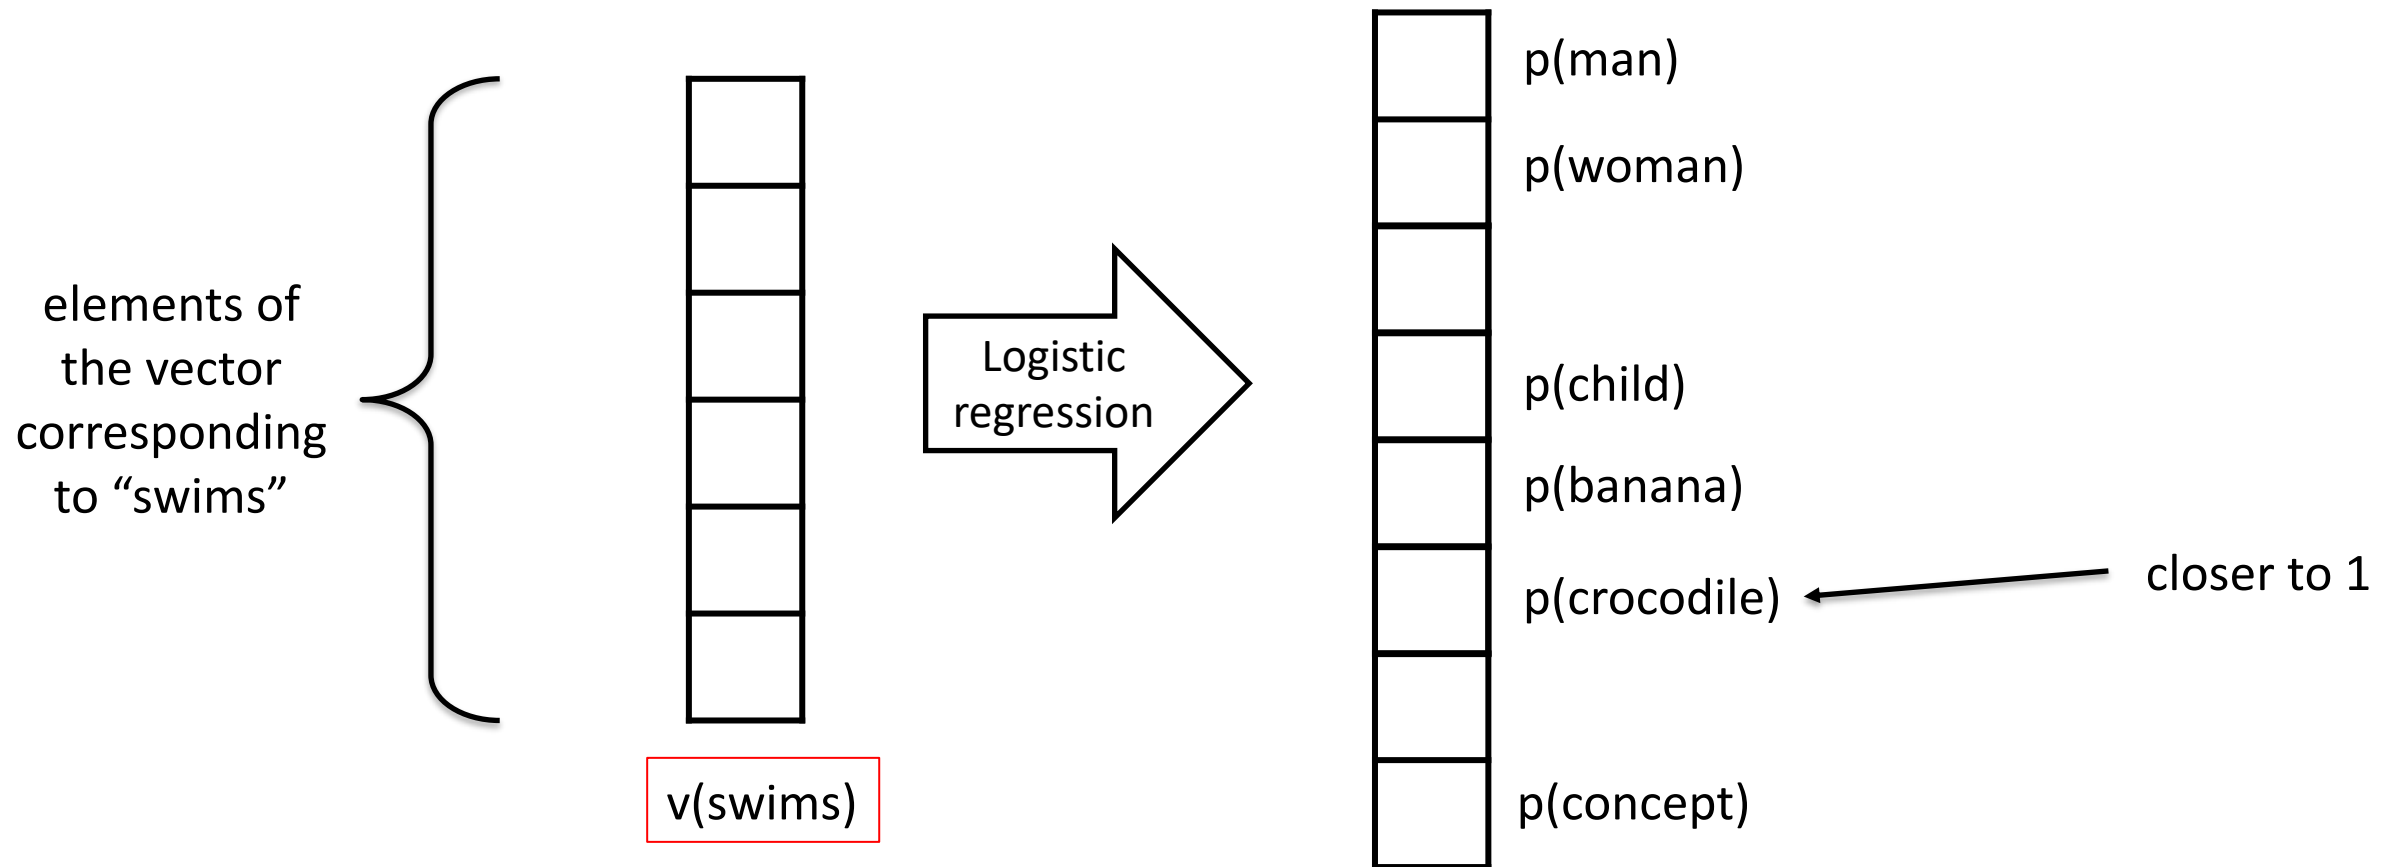 elements of
the vector
corresponding
to “swims”
v(swims)
Logistic
regression
p(man)
p(woman)
p(child)
p(banana)
p(crocodile)
p(concept)
closer to 1